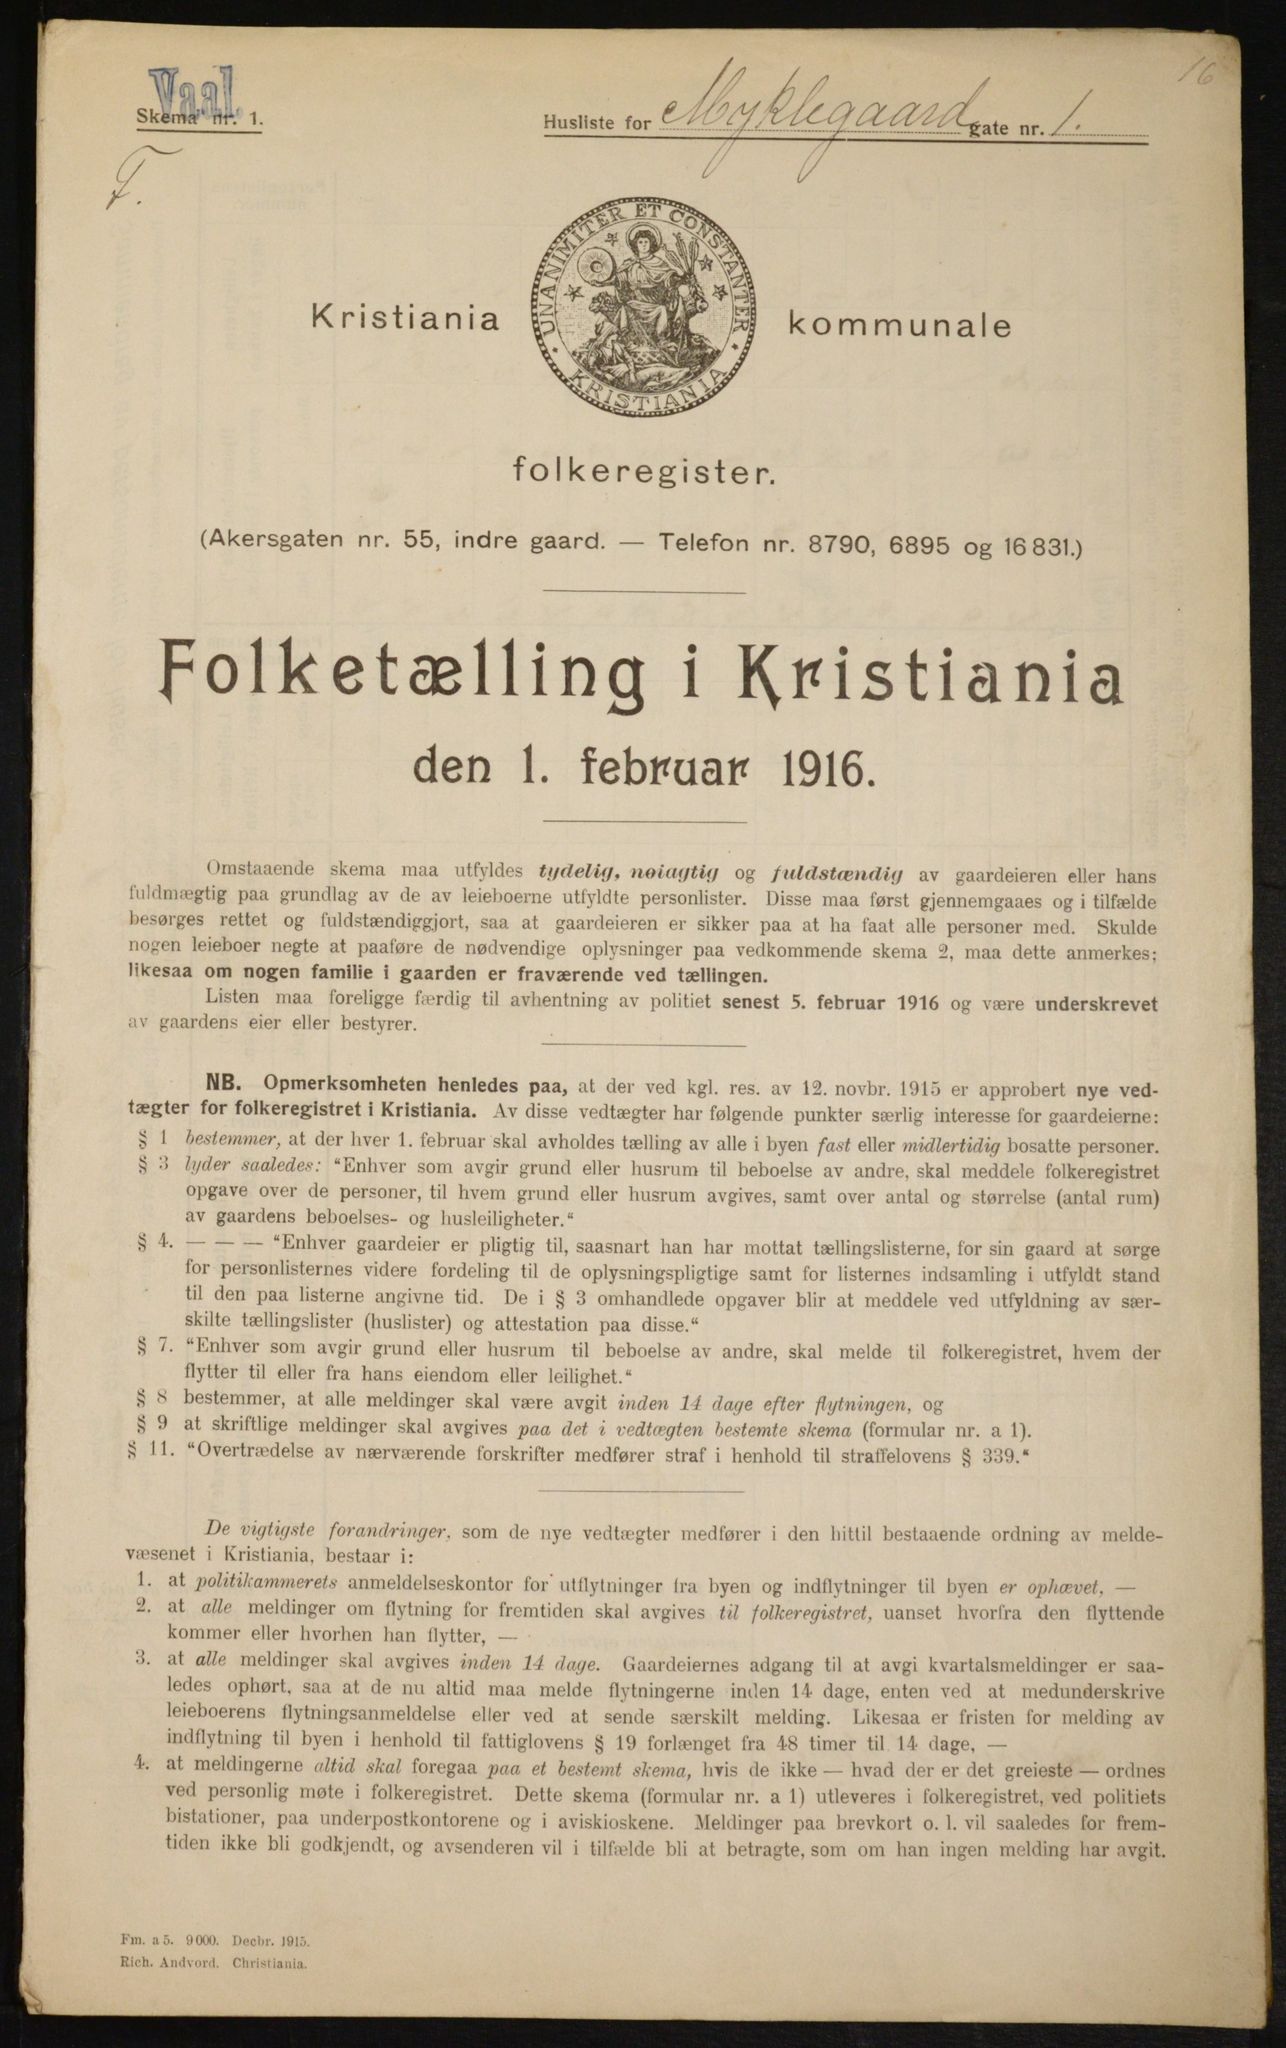 16
Vaal.
Skema nr. 1.
Husliste for Myklegaard gate nr. 1.
F.
UNANIMITER ET CONSTANTER
KRISTIANIA
Kristiania kommunale
folkeregister.
(Akersgaten nr. 55, indre gaard. — Telefon nr. 8790, 6895 og 16 831.)
Folketælling i Kristiania
den 1. februar 1916.
Omstaaende skema maa utfyldes tydelig, nøiagtig og fuldstændig av gaardeieren eller hans
fuldmægtig paa grundlag av de av leieboerne utfyldte personlister. Disse maa først gjennemgaaes og i tilfælde
besørges rettet og fuldstændiggjort, saa at gaardeieren er sikker paa at ha faat alle personer med. Skulde
nogen leieboer negte at paaføre de nødvendige oplysninger paa vedkommende skema 2, maa dette anmerkes;
likesaa om nogen familie i gaarden er fraværende ved tællingen.
Listen maa foreligge færdig til avhentning av politiet senest 5. februar 1916 og være underskrevet
av gaardens eier eller bestyrer.
NB. Opmerksomheten henledes paa, at der ved kgl. res. av 12. novbr. 1915 er approbert nye ved-
tægter for folkeregistret i Kristiania. Av disse vedtægter har følgende punkter særlig interesse for gaardeierne:
§ 1 bestemmer, at der hver 1. februar skal avholdes tælling av alle i byen fast eller midlertidig bosatte personer.
§ 3 lyder saaledes: "Enhver som avgir grund eller husrum til beboelse av andre, skal meddele folkeregistret
opgave over de personer, til hvem grund eller husrum avgives, samt over antal og størrelse (antal rum)
av gaardens beboelses- og husleiligheter.“
§ 4. — — — "Enhver gaardeier er pligtig til, saasnart han har mottat tællingslisterne, for sin gaard at sørge
for personlisternes videre fordeling til de oplysningspligtige samt for listernes indsamling i utfyldt stand
til den paa listerne angivne tid. De i § 3 omhandlede opgaver blir at meddele ved utfyldning av sær-
skilte tællingslister (huslister) og attestation paa disse.“
§ 7. "Enhver som avgir grund eller husrum til beboelse av andre, skal melde til folkeregistret, hvem der
flytter til eller fra hans eiendom eller leilighet.“
§ 8 bestemmer, at alle meldinger skal være avgit inden 14 dage efter flytningen, og
§ 9 at skriftlige meldinger skal avgives paa det i vedtægten bestemte skema (formular nr. a 1).
§ 11. "Overtrædelse av nærværende forskrifter medfører straf i henhold til straffelovens § 339.“
De vigtigste forandringer, som de nye vedtægter medfører i den hittil bestaaende ordning av melde-
væsenet i Kristiania, bestaar i:
1. at politikammerets anmeldelseskontor for utflytninger fra byen og indflytninger til byen er ophævet, —
2. at alle meldinger om flytning for fremtiden skal avgives til folkeregistret, uanset hvorfra den flyttende
kommer eller hvorhen han flytter, —
3. at alle meldinger skal avgives inden 14 dage. Gaardeiernes adgang til at avgi kvartalsmeldinger er saa-
ledes ophørt, saa at de nu altid maa melde flytningerne inden 14 dage, enten ved at medunderskrive
leieboerens flytningsanmeldelse eller ved at sende særskilt melding. Likesaa er fristen for melding av
indflytning til byen i henhold til fattiglovens § 19 forlænget fra 48 timer til 14 dage, —
4. at meldingerne altid skal foregaa paa et bestemt skema, hvis de ikke — hvad der er det greieste — ordnes
ved personlig møte i folkeregistret. Dette skema (formular nr. a 1) utleveres i folkeregistret, ved politiets
bistationer, paa underpostkontorene og i aviskioskene. Meldinger paa brevkort o. l. vil saaledes for frem-
tiden ikke bli godkjendt, og avsenderen vil i tilfælde bli at betragte, som om han ingen melding har avgit.
Fm. a 5. 9 000. Decbr. 1915.
Rich. Andvord. Christiania.